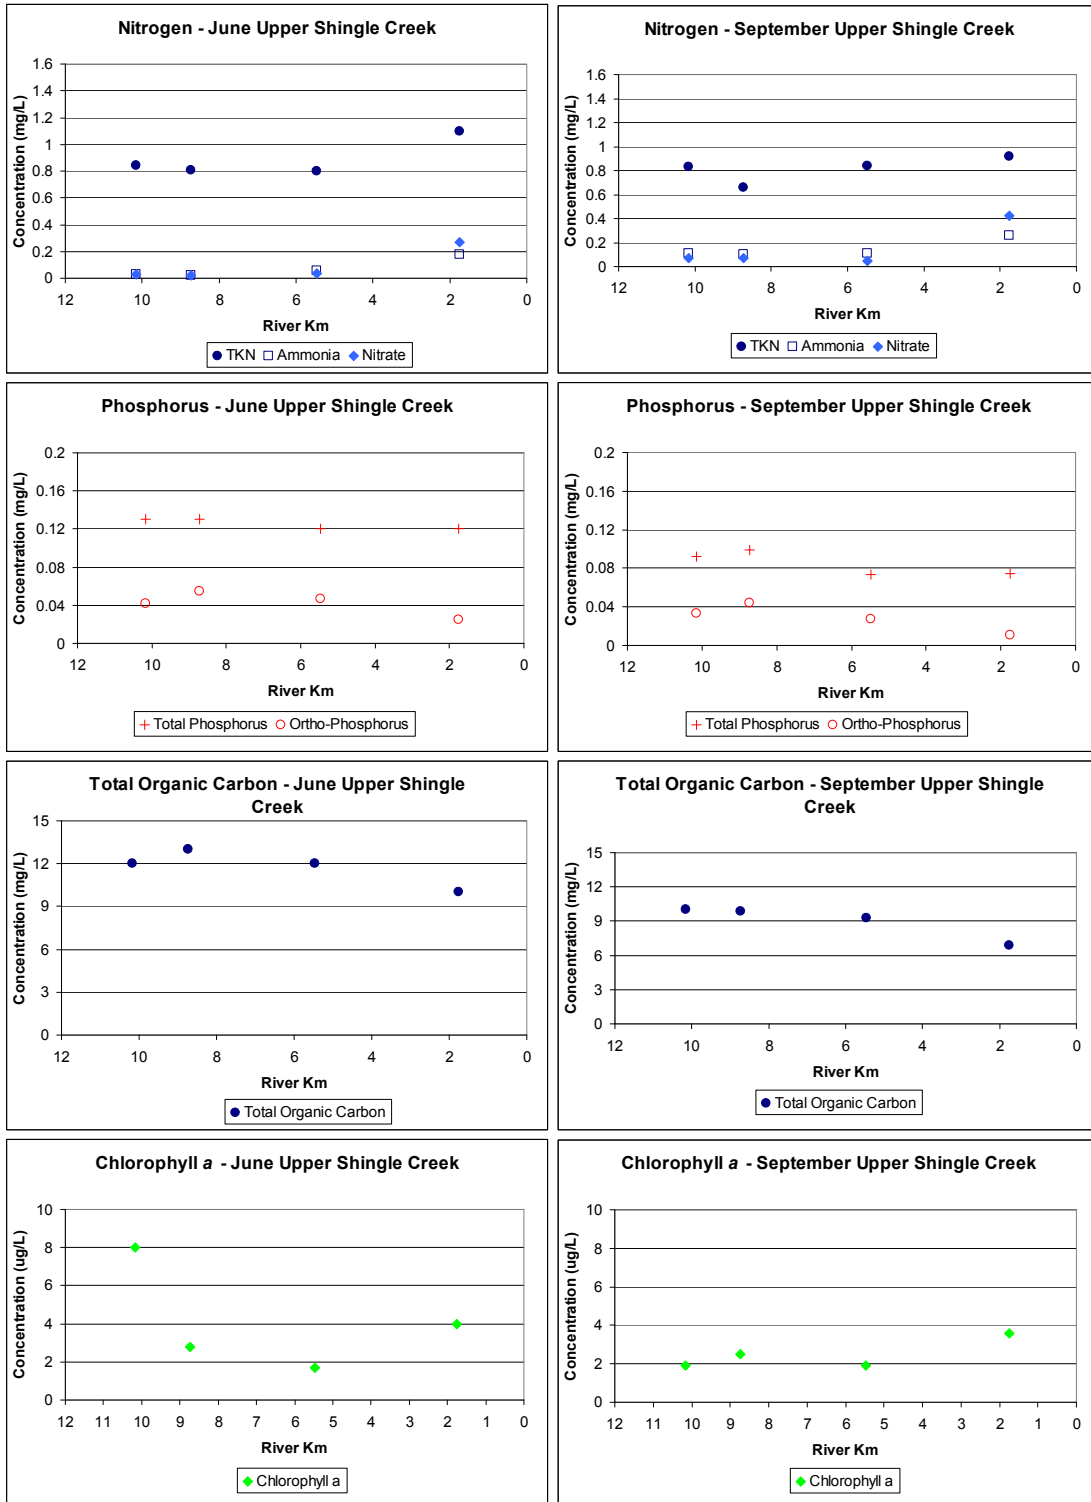 Nitrogen - June Upper Shingle Creek
Concentration (mg/L)
1.6
1.4
1.2
1
0.8
0.6
0.4
0.2
0
12 10 8 6 4 2 0
River Km
TKN Ammonia Nitrate
Nitrogen - September Upper Shingle Creek
Concentration (mg/L)
1.6
1.4
1.2
1
0.8
0.6
0.4
0.2
0
12 10 8 6 4 2 0
River Km
TKN Ammonia Nitrate
Phosphorus - June Upper Shingle Creek
Concentration (mg/L)
0.2
0.16
0.12
0.08
0.04
0
12 10 8 6 4 2 0
River Km
Total Phosphorus Ortho-Phosphorus
Phosphorus - September Upper Shingle Creek
Concentration (mg/L)
0.2
0.16
0.12
0.08
0.04
0
12 10 8 6 4 2 0
River Km
Total Phosphorus Ortho-Phosphorus
Total Organic Carbon - June Upper Shingle
Creek
Concentration (mg/L)
15
12
9
6
3
0
12 10 8 6 4 2 0
River Km
Total Organic Carbon
Total Organic Carbon - September Upper Shingle
Creek
Concentration (mg/L)
15
12
9
6
3
0
12 10 8 6 4 2 0
River Km
Total Organic Carbon
Chlorophyll a - June Upper Shingle Creek
Concentration (ug/L)
10
8
6
4
2
0
12 11 10 9 8 7 6 5 4 3 2 1 0
River Km
Chlorophyll a
Chlorophyll a - September Upper Shingle Creek
Concentration (ug/L)
10
8
6
4
2
0
12 11 10 9 8 7 6 5 4 3 2 1 0
River Km
Chlorophyll a